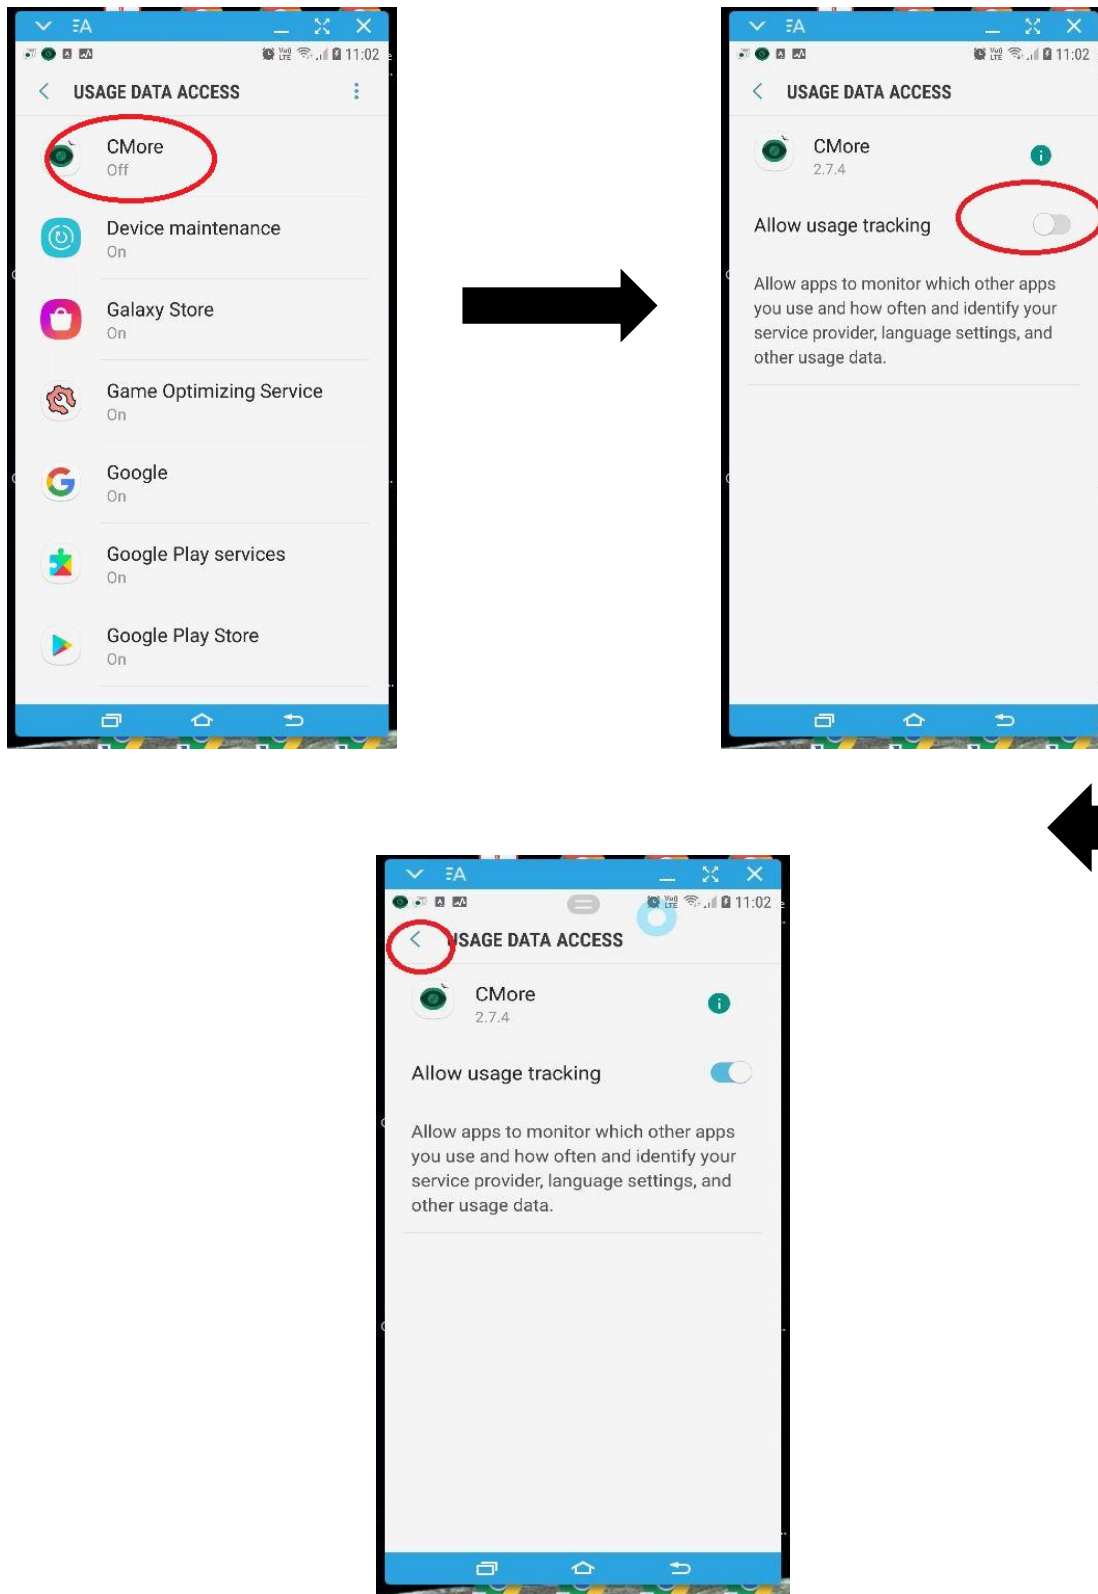 11:02
USAGE DATA ACCESS
CMore
Off
Device maintenance
On
Galaxy Store
On
Game Optimizing Service
On
Google
On
Google Play services
On
Google Play Store
On
11:02
USAGE DATA ACCESS
CMore
2.7.4
Allow usage tracking
Allow apps to monitor which other apps
you use and how often and identify your
service provider, language settings, and
other usage data.
11:02
USAGE DATA ACCESS
CMore
2.7.4
Allow usage tracking
Allow apps to monitor which other apps
you use and how often and identify your
service provider, language settings, and
other usage data.